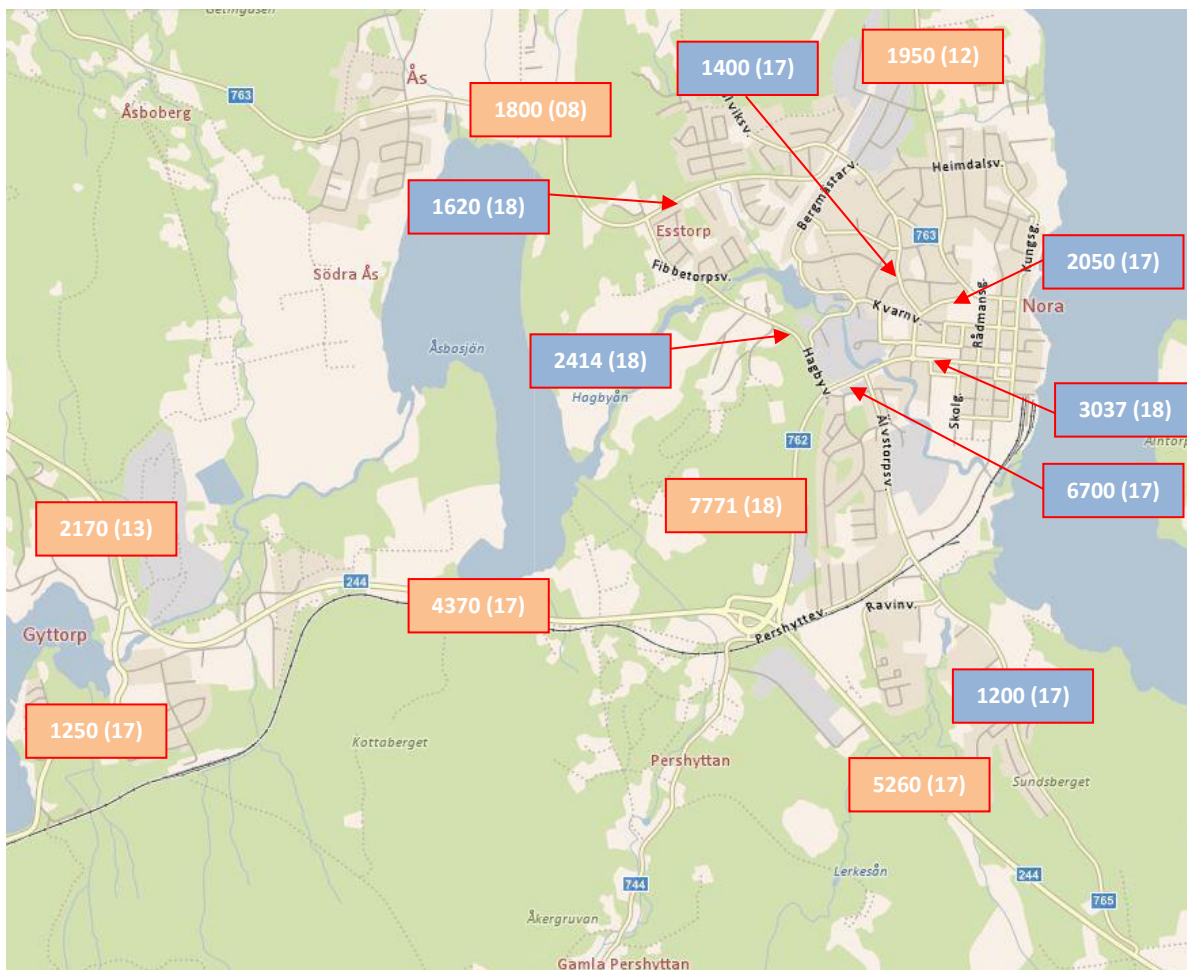 Getmugasen
1400 (17)
1950 (12)
Ås
763
Åsboberg
1800 (08)
Heimdalsv.
Bergmästarv.
1620 (18)
Esstorp
763
Kungsg.
Södra Ås
Fibbetorpsv.
2050 (17)
Nora
Kvarnv.
Rådmansg.
Åsbosjön
2414 (18)
Hagbyv.
Hagbyån
3037 (18)
Skolg.
762
Älvstorpsv.
6700 (17)
7771 (18)
2170 (13)
244
4370 (17)
Ravinv.
Pershyttev.
Gyttorp
1200 (17)
1250 (17)
Kottaberget
Pershyttan
5260 (17)
Sundsberget
Lerkesån
244
744
765
Åkergruvan
Gamla Pershyttan